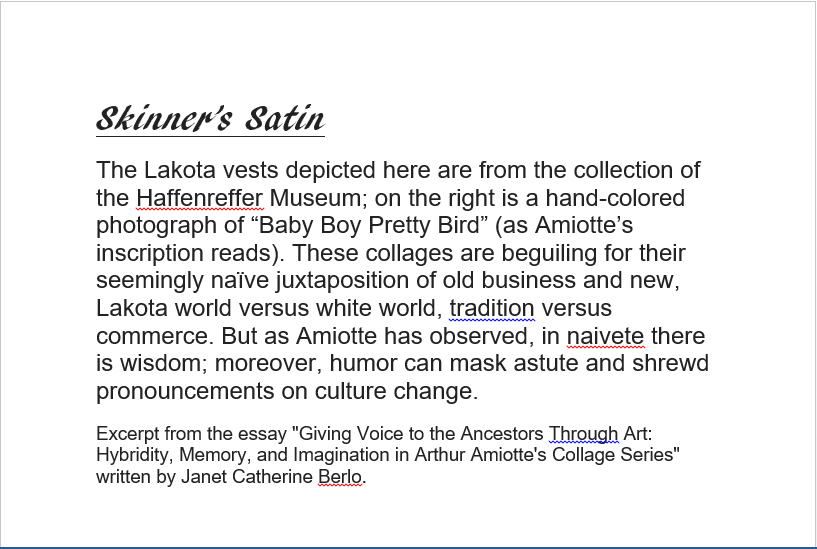 Skinner's Satin
The Lakota vests depicted here are from the collection of
the Haffenreffer Museum; on the right is a hand-colored
photograph of “Baby Boy Pretty Bird” (as Amiotte’s
inscription reads). These collages are beguiling for their
seemingly naïve juxtaposition of old business and new,
Lakota world versus white world, tradition versus
commerce. But as Amiotte has observed, in naivete there
is wisdom; moreover, humor can mask astute and shrewd
pronouncements on culture change.
Excerpt from the essay "Giving Voice to the Ancestors Through Art:
Hybridity, Memory, and Imagination in Arthur Amiotte's Collage Series"
written by Janet Catherine Berlo.